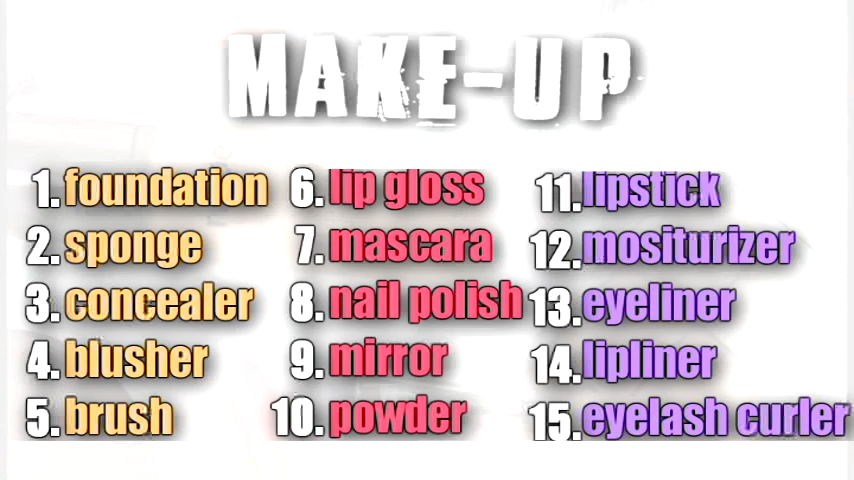 MAKE-UP
1. foundation
2. sponge
3. concealer
4. blusher
5. brush
6. lip gloss
7. mascara
8. nail polish
9. mirror
10. powder
11. lipstick
12. mositurizer
13. eyeliner
14. lipliner
15. eyelash curler